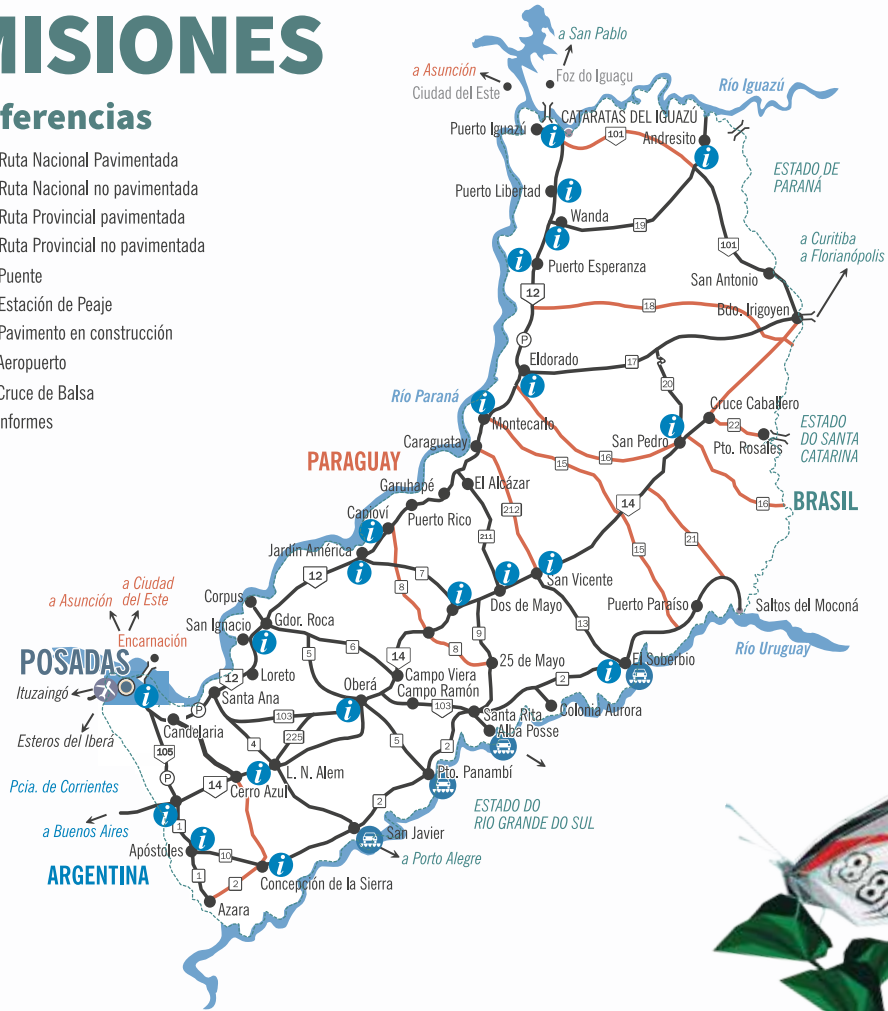 MISIONES
ferencias
Ruta Nacional Pavimentada
Ruta Nacional no pavimentada
Ruta Provincial pavimentada
Ruta Provincial no pavimentada
Puente
Estación de Peaje
Pavimento en construcción
Aeropuerto
Cruce de Balsa
nformes
a San Pablo
a Asunción
Foz do Iguaçu
Ciudad del Este
Río Iguazú
CATARATAS DEL IGUAZÚ
Puerto Iguazú
i
101
Andresito
i
ESTADO DE
PARANÁ
Puerto Libertad
i
Wanda
19
i
101
a Curitiba
a Florianópolis
i
Puerto Esperanza
San Antonio
12
18
Bdo. Irigoyen
P
Eldorado
17
i
20
Río Paraná
i
Montecarlo
Cruce Caballero
i
22
ESTADO
DO SANTA
CATARINA
Caraguatay
San Pedro
Pto. Rosales
PARAGUAY
15
16
Garuhapé
El Alcázar
14
16
BRASIL
Capioví
Puerto Rico
212
i
211
15
21
Jardín América
i
12
7
8
i
San Vicente
i
i
Dos de Mayo
a Ciudad
del Este
a Asunción
Corpus
Puerto Paraíso
Saltos del Moconá
San Ignacio
Gdor. Roca
13
Encarnación
i
5
6
8
9
Río Uruguay
POSADAS
14
25 de Mayo
El Soberbio
i
Loreto
12
Campo Viera
2
Ituzaingó
i
Santa Ana
Oberá
Campo Ramón
Colonia Aurora
P
103
i
103
Santa Rita
Candelaria
225
Alba Posse
Esteros del Iberá
4
5
2
105
P
14
i
L. N. Alem
Pto. Panambí
Pcia. de Corrientes
Cerro Azul
2
i
1
ESTADO DO
RIO GRANDE DO SUL
a Buenos Aires
i
San Javier
Apóstoles
10
i
a Porto Alegre
ARGENTINA
1
2
Concepción de la Sierra
Azara
88